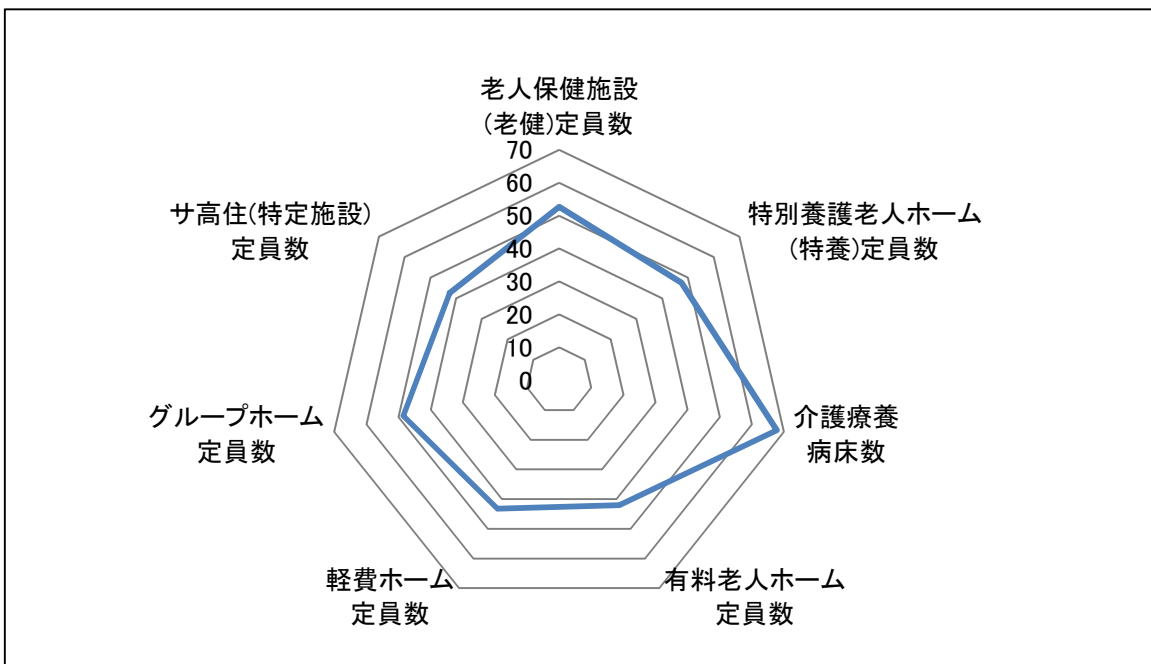 老人保健施設
(老健)定員数
特別養護老人ホーム
(特養)定員数
介護療養
病床数
有料老人ホーム
定員数
軽費ホーム
定員数
グループホーム
定員数
サ高住(特定施設)
定員数
70
60
50
40
30
20
10
0